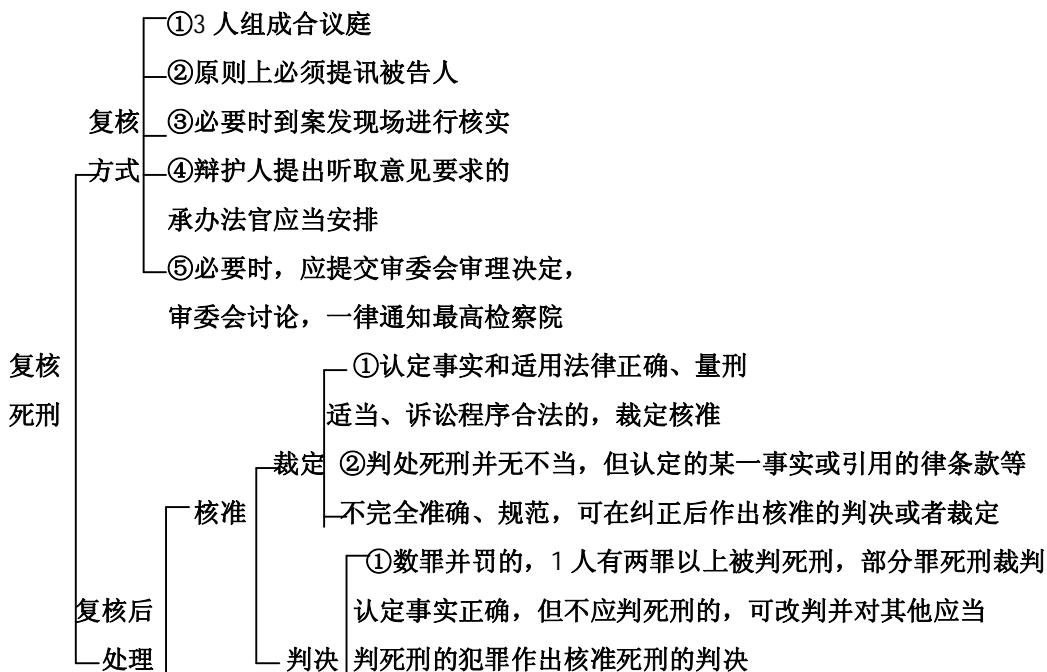 ①3 人组成合议庭
②原则上必须提讯被告人
复核 ③必要时到案发现场进行核实
方式 ④辩护人提出听取意见要求的
承办法官应当安排
⑤必要时，应提交审委会审理决定，
审委会讨论，一律通知最高检察院
复核 ①认定事实和适用法律正确、量刑
死刑 适当、诉讼程序合法的，裁定核准
裁定 ②判处死刑并无不当，但认定的某一事实或引用的律条款等
核准 不完全准确、规范，可在纠正后作出核准的判决或者裁定
①数罪并罚的，1 人有两罪以上被判死刑，部分罪死刑裁判
复核后 认定事实正确，但不应判死刑的，可改判并对其他应当
处理 判决 判死刑的犯罪作出核准死刑的判决